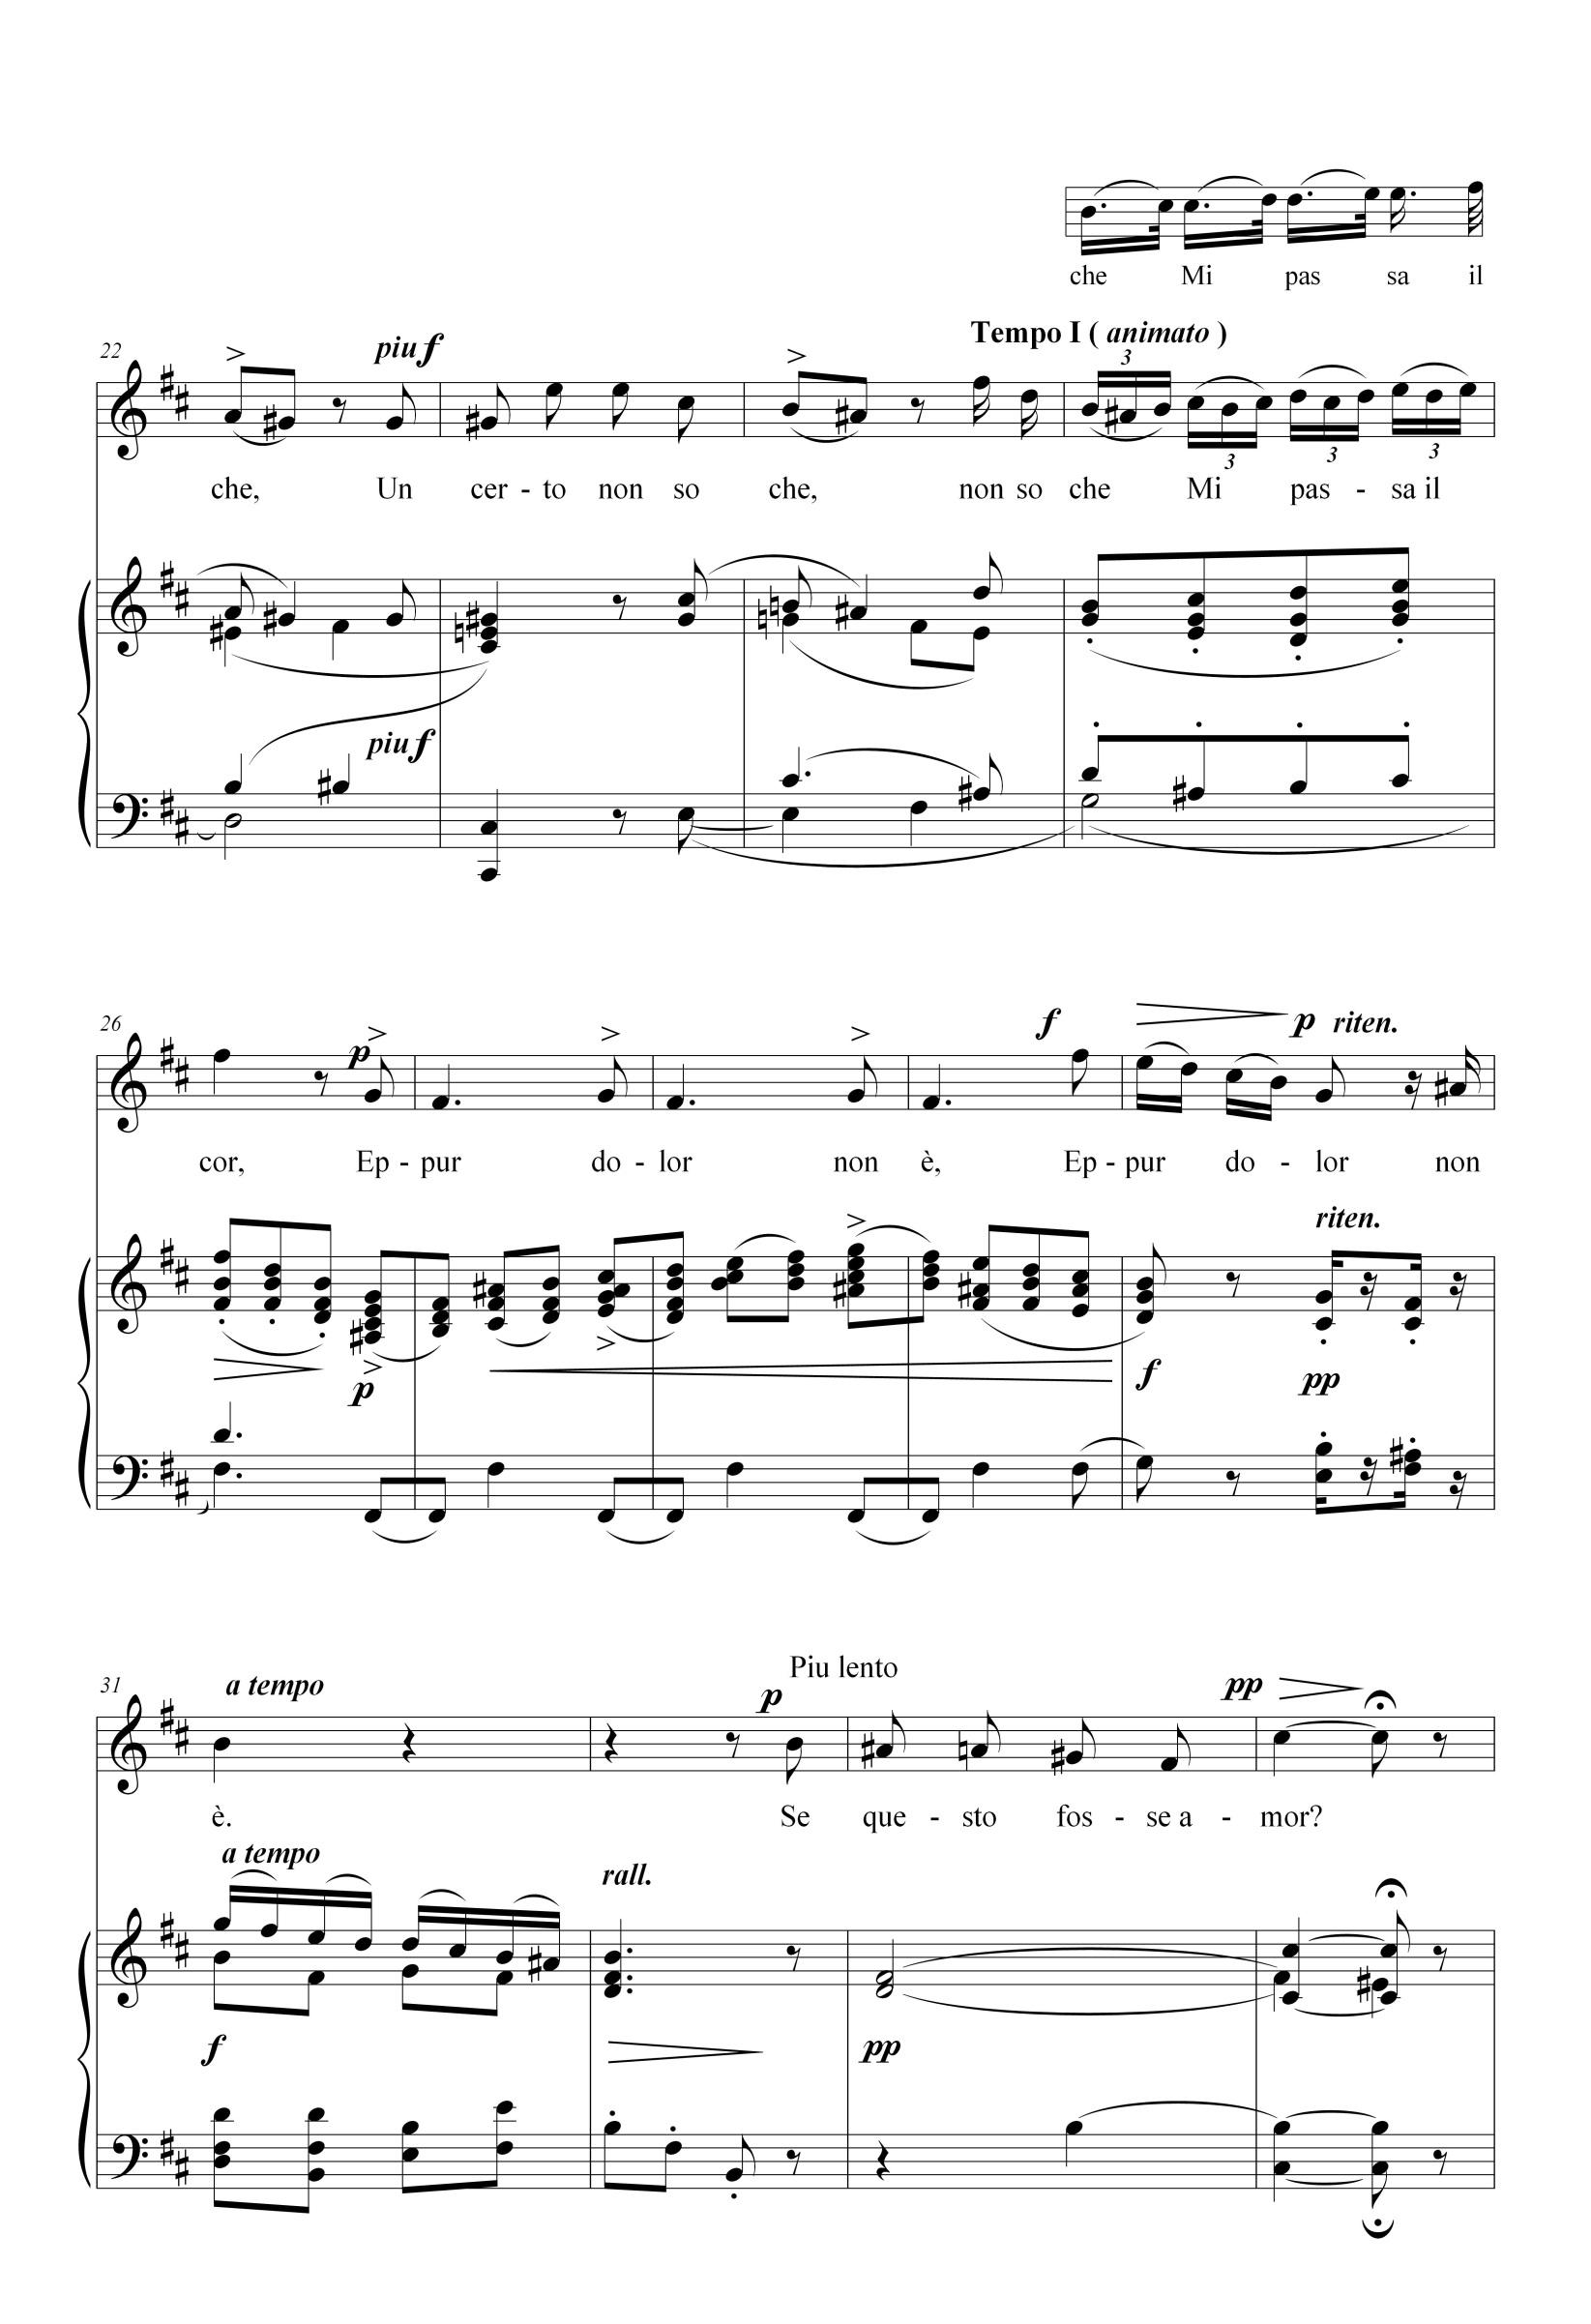 che Mi pas sa il
Tempo I ( animato )
22 piu f
3 3 3 3
che, Un cer - to non so che, non so che Mi pas - sa il
piu f
26 p f p riten.
cor, Ep - pur do - lor non è, Ep - pur do - lor non
riten.
p f pp
Piu lento
31 a tempo p pp
è. Se que - sto fos - se a - mor?
a tempo rall.
f pp